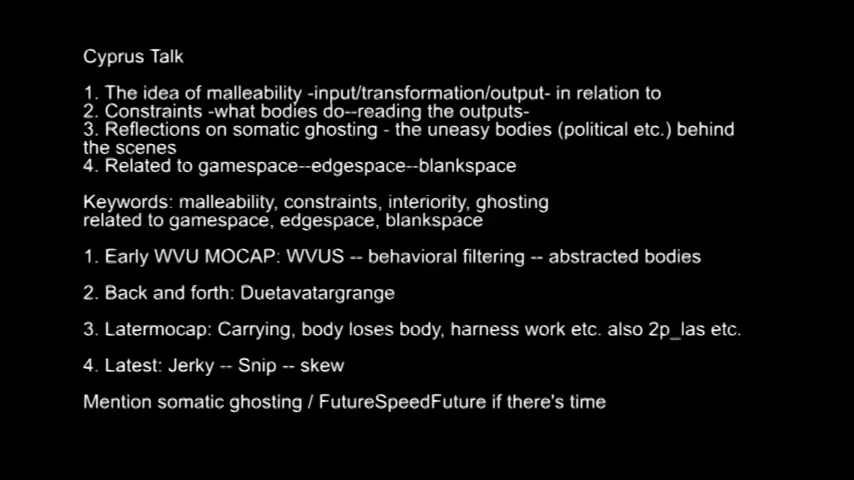 Cyprus Talk
1. The idea of malleability -input/transformation/output- in relation to
2. Constraints -what bodies do--reading the outputs-
3. Reflections on somatic ghosting - the uneasy bodies (political etc.) behind
the scenes
4. Related to gamespace--edgespace--blankspace
Keywords: malleability, constraints, interiority, ghosting
related to gamespace, edgespace, blankspace
1. Early WVU MOCAP: WVUS -- behavioral filtering -- abstracted bodies
2. Back and forth: Duetavatargrange
3. Latermocap: Carrying, body loses body, harness work etc. also 2p_las etc.
4. Latest: Jerky -- Snip -- skew
Mention somatic ghosting / FutureSpeedFuture if there's time